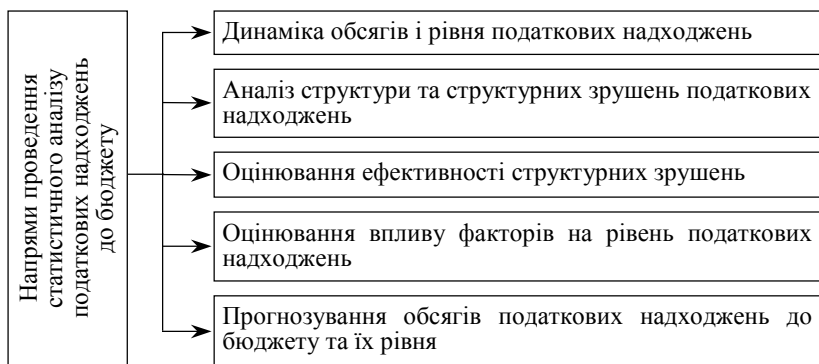 Напрями проведення
статистичного аналізу
податкових надходжень
до бюджету
Динаміка обсягів і рівня податкових надходжень
Аналіз структури та структурних зрушень податкових
надходжень
Оцінювання ефективності структурних зрушень
Оцінювання впливу факторів на рівень податкових
надходжень
Прогнозування обсягів податкових надходжень до
бюджету та їх рівня